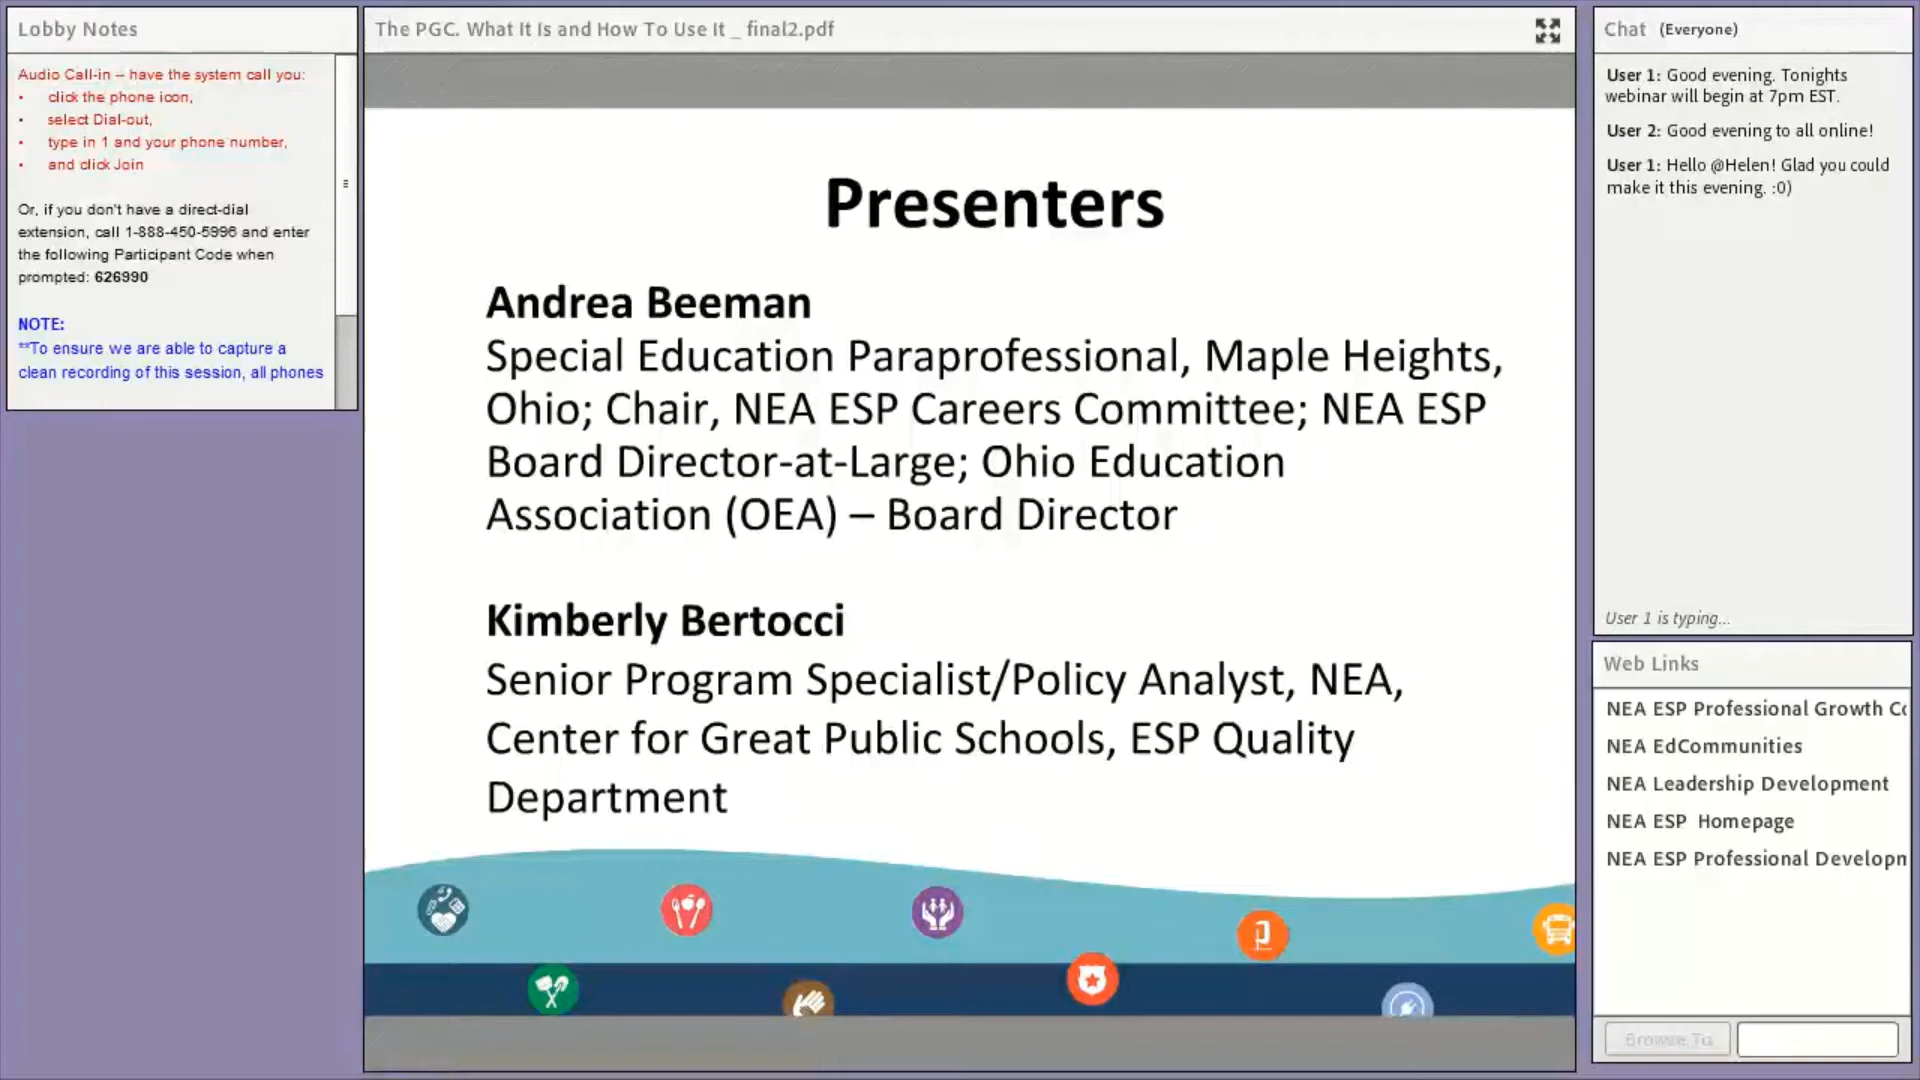 Lobby Notes
Audio Call-in – have the system call you:
• click the phone icon,
• select Dial-out,
• type in 1 and your phone number,
• and click Join
Or, if you don't have a direct-dial
extension, call 1-888-450-5996 and enter
the following Participant Code when
prompted: 626990
NOTE:
**To ensure we are able to capture a
clean recording of this session, all phones
The PGC. What It Is and How To Use It _ final2.pdf
Presenters
Andrea Beeman
Special Education Paraprofessional, Maple Heights,
Ohio; Chair, NEA ESP Careers Committee; NEA ESP
Board Director-at-Large; Ohio Education
Association (OEA) – Board Director
Kimberly Bertocci
Senior Program Specialist/Policy Analyst, NEA,
Center for Great Public Schools, ESP Quality
Department
Chat (Everyone)
User 1: Good evening. Tonights
webinar will begin at 7pm EST.
User 2: Good evening to all online!
User 1: Hello @Helen! Glad you could
make it this evening. :0)
User 1 is typing...
Web Links
NEA ESP Professional Growth Co
NEA EdCommunities
NEA Leadership Development
NEA ESP Homepage
NEA ESP Professional Developm
Browse To